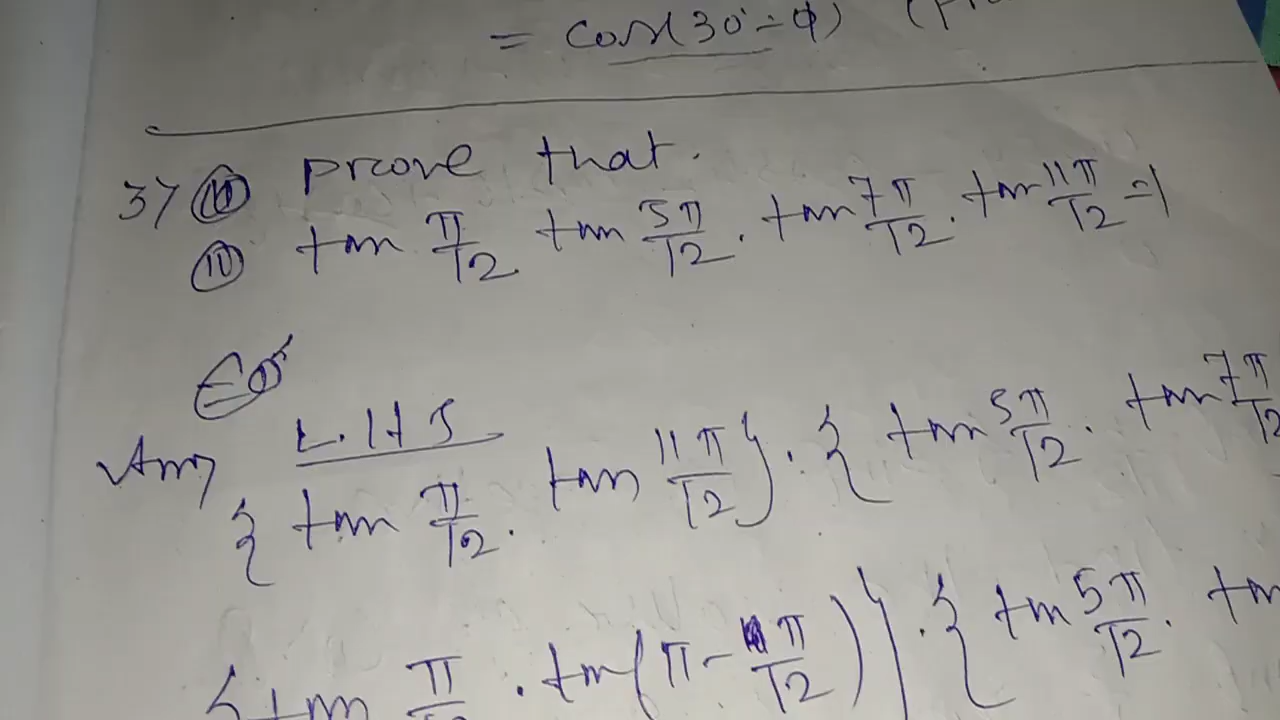 = cos(30°-φ)
37) Prove that.
tan π/12 tan 5π/12 . tan 7π/12 . tan 11π/12 = 1
Ans L.H.S
{ tan π/12 . tan 11π/12 } . { tan 5π/12 . tan 7π/12
{ tan π/12 . tan(π - π/12) } . { tan 5π/12 . tan